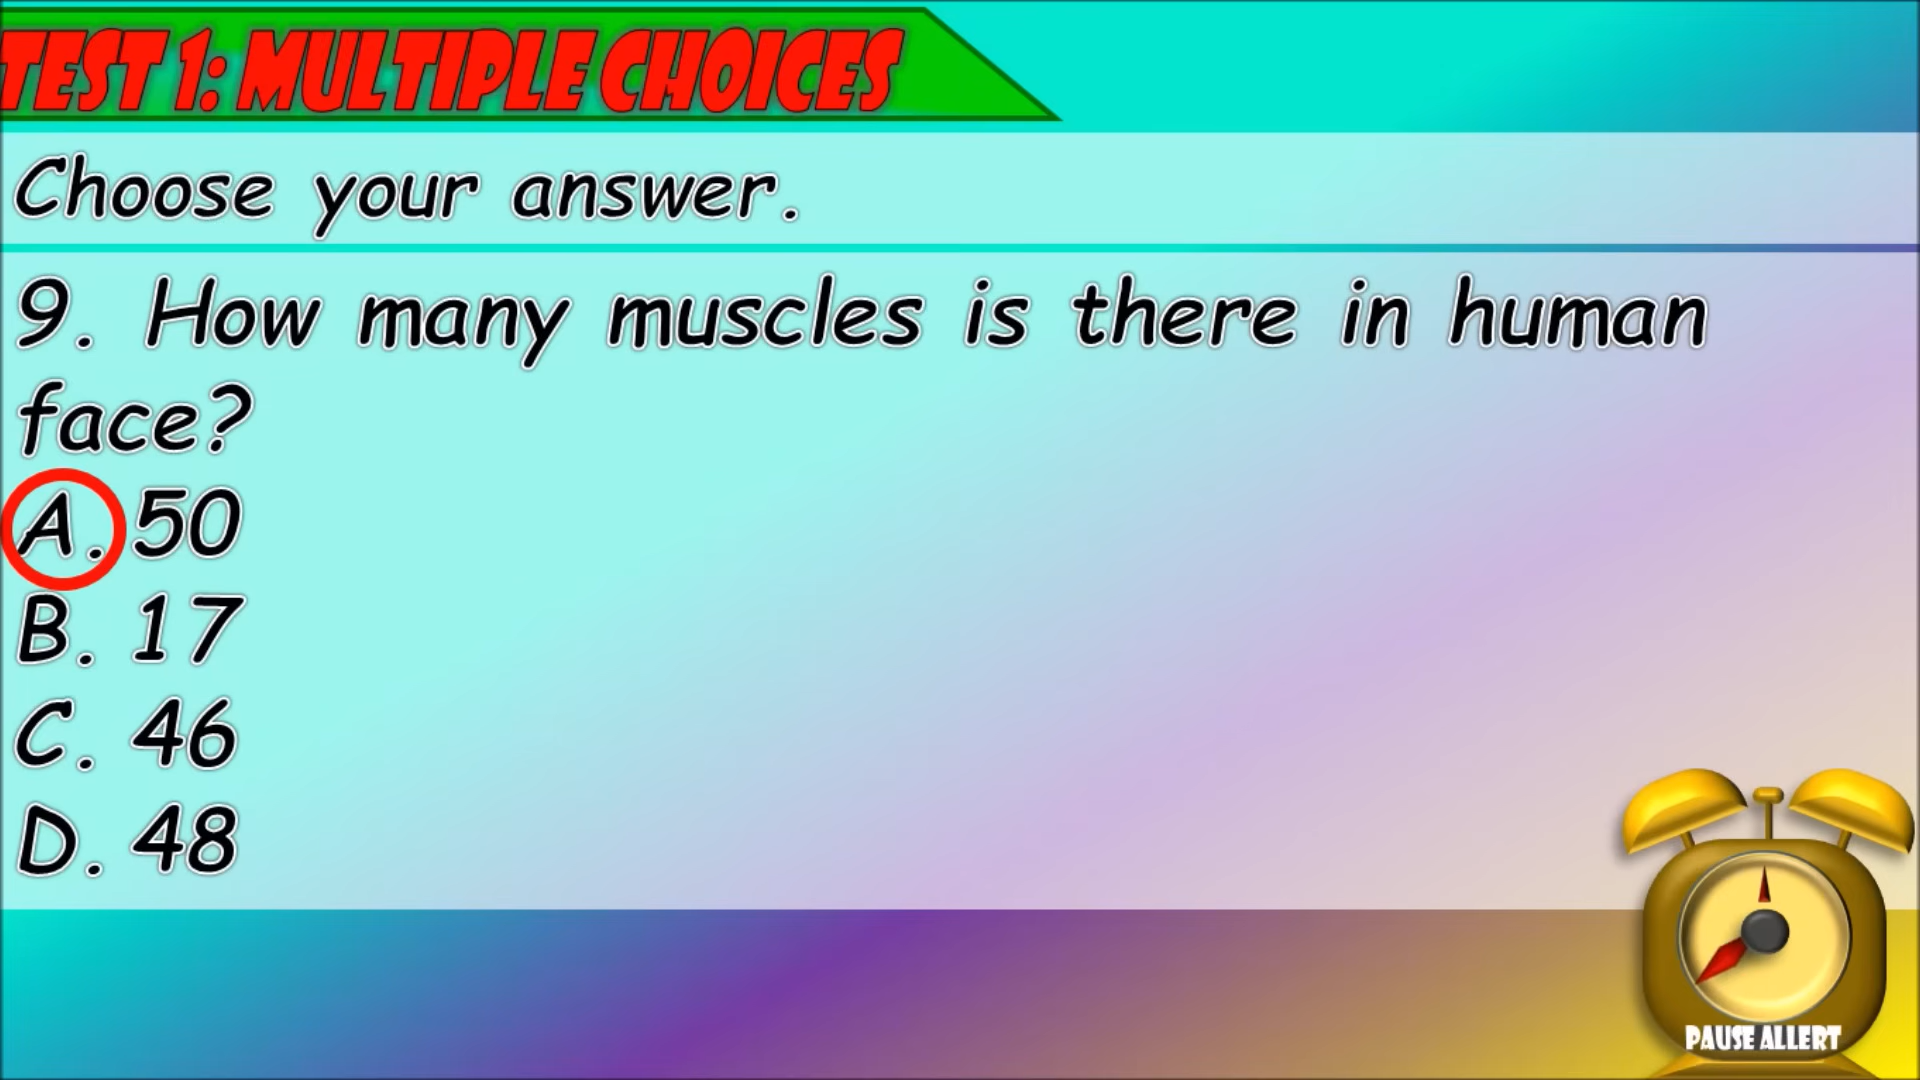 TEST 1: MULTIPLE CHOICES
Choose your answer.
9. How many muscles is there in human
face?
A. 50
B. 17
C. 46
D. 48
PAUSE ALLERT